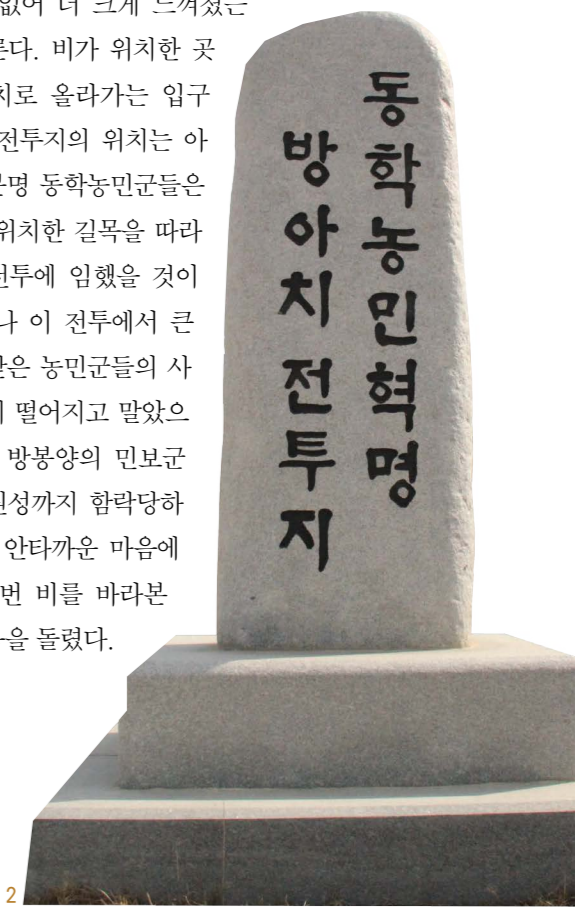 없어 더 크게 느껴졌는
른다. 비가 위치한 곳
치로 올라가는 입구
전투지의 위치는 아
분명 동학농민군들은
위치한 길목을 따라
전투에 임했을 것이
나 이 전투에서 큰
같은 농민군들의 사
떨어지고 말았으
방봉양의 민보군
원성까지 함락당하
안타까운 마음에
번 비를 바라본
을 돌렸다.
동학농민혁명
방아치 전투지
2